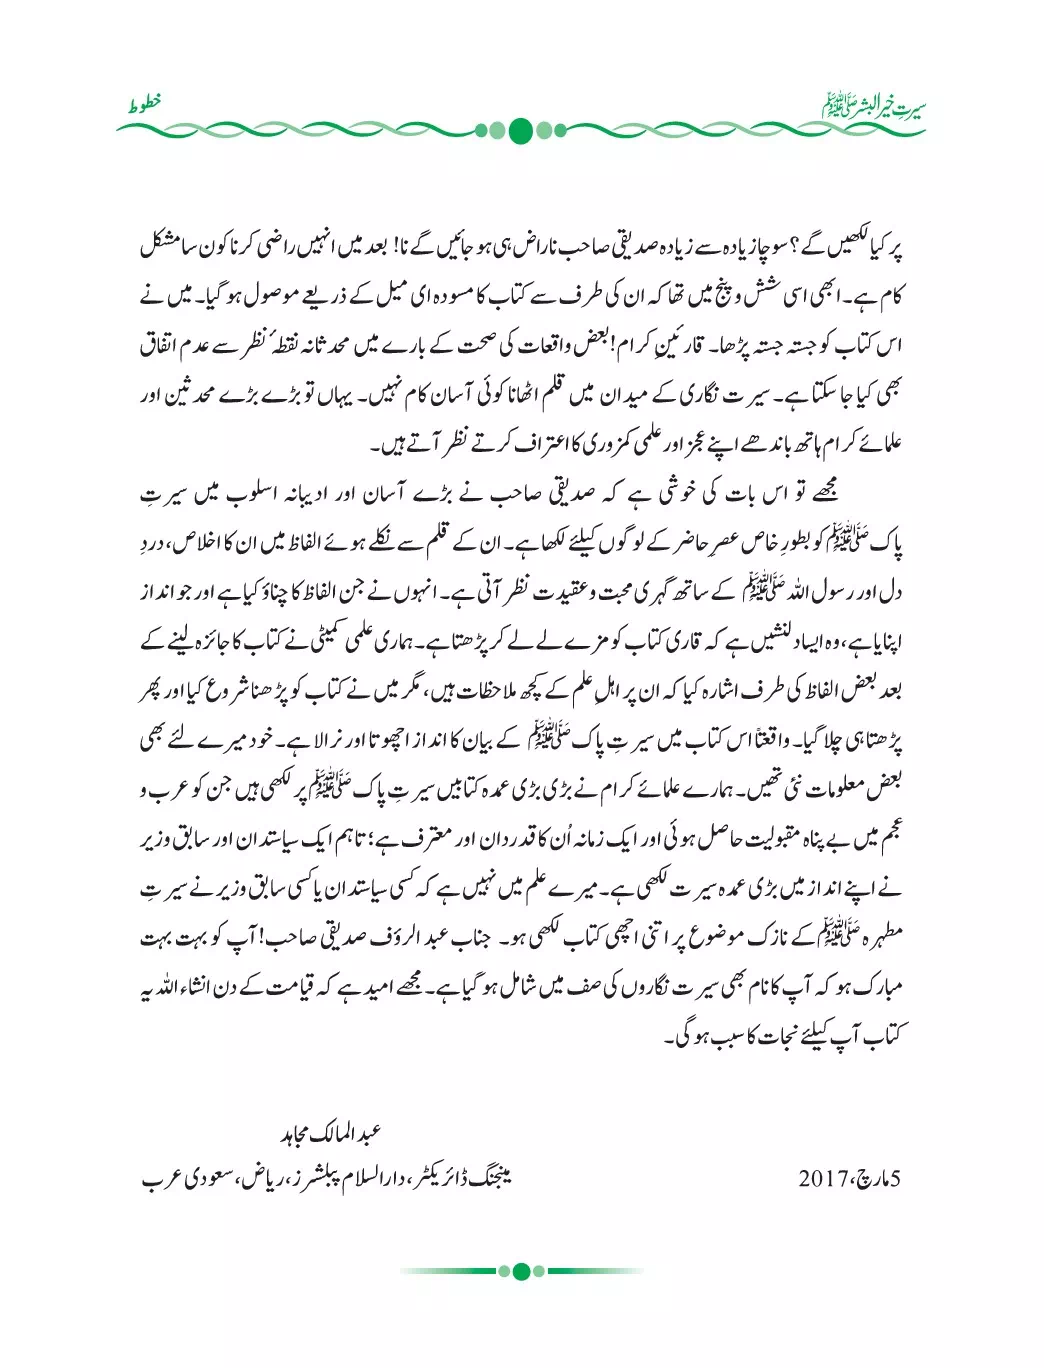 سیرتِ خیر البشر ﷺ
خطوط
پر کیا لکھیں گے؟ سوچا زیادہ سے زیادہ صدیقی صاحب ناراض ہی ہو جائیں گے نا! بعد میں انہیں راضی کرنا کون سا مشکل
کام ہے۔ ابھی اسی شش و پنج میں تھا کہ ان کی طرف سے کتاب کا مسودہ ای میل کے ذریعے موصول ہو گیا۔ میں نے
اس کتاب کو جستہ جستہ پڑھا۔ قارئینِ کرام! بعض واقعات کی صحت کے بارے میں محدثانہ نقطۂ نظر سے عدم اتفاق
بھی کیا جا سکتا ہے۔ سیرت نگاری کے میدان میں قلم اٹھانا کوئی آسان کام نہیں۔ یہاں تو بڑے بڑے محدثین اور
علمائے کرام ہاتھ باندھے اپنے عجز اور علمی کمزوری کا اعتراف کرتے نظر آتے ہیں۔
مجھے تو اس بات کی خوشی ہے کہ صدیقی صاحب نے بڑے آسان اور ادیبانہ اسلوب میں سیرتِ
پاک ﷺ کو بطورِ خاص عصرِ حاضر کے لوگوں کیلئے لکھا ہے۔ ان کے قلم سے نکلے ہوئے الفاظ میں ان کا اخلاص، دردِ
دل اور رسول اللہ ﷺ کے ساتھ گہری محبت و عقیدت نظر آتی ہے۔ انہوں نے جن الفاظ کا چناؤ کیا ہے اور جو انداز
اپنایا ہے، وہ ایسا دلنشیں ہے کہ قاری کتاب کو مزے لے لے کر پڑھتا ہے۔ ہماری علمی کمیٹی نے کتاب کا جائزہ لینے کے
بعد بعض الفاظ کی طرف اشارہ کیا کہ ان پر اہلِ علم کے کچھ ملاحظات ہیں، مگر میں نے کتاب کو پڑھنا شروع کیا اور پھر
پڑھتا ہی چلا گیا۔ واقعتاً اس کتاب میں سیرتِ پاک ﷺ کے بیان کا انداز اچھوتا اور نرالا ہے۔ خود میرے لئے بھی
بعض معلومات نئی تھیں۔ ہمارے علمائے کرام نے بڑی بڑی عمدہ کتابیں سیرتِ پاک ﷺ پر لکھی ہیں جن کو عرب و
عجم میں بے پناہ مقبولیت حاصل ہوئی اور ایک زمانہ اُن کا قدردان اور معترف ہے؛ تاہم ایک سیاستدان اور سابق وزیر
نے اپنے انداز میں بڑی عمدہ سیرت لکھی ہے۔ میرے علم میں نہیں ہے کہ کسی سیاستدان یا کسی سابق وزیر نے سیرتِ
مطہرہ ﷺ کے نازک موضوع پر اتنی اچھی کتاب لکھی ہو۔ جناب عبد الرؤف صدیقی صاحب! آپ کو بہت بہت
مبارک ہو کہ آپ کا نام بھی سیرت نگاروں کی صف میں شامل ہو گیا ہے۔ مجھے امید ہے کہ قیامت کے دن انشاء اللہ یہ
کتاب آپ کیلئے نجات کا سبب ہوگی۔
عبد المالک مجاہد
5 مارچ، 2017
مینجنگ ڈائریکٹر، دارالسلام پبلشرز، ریاض، سعودی عرب